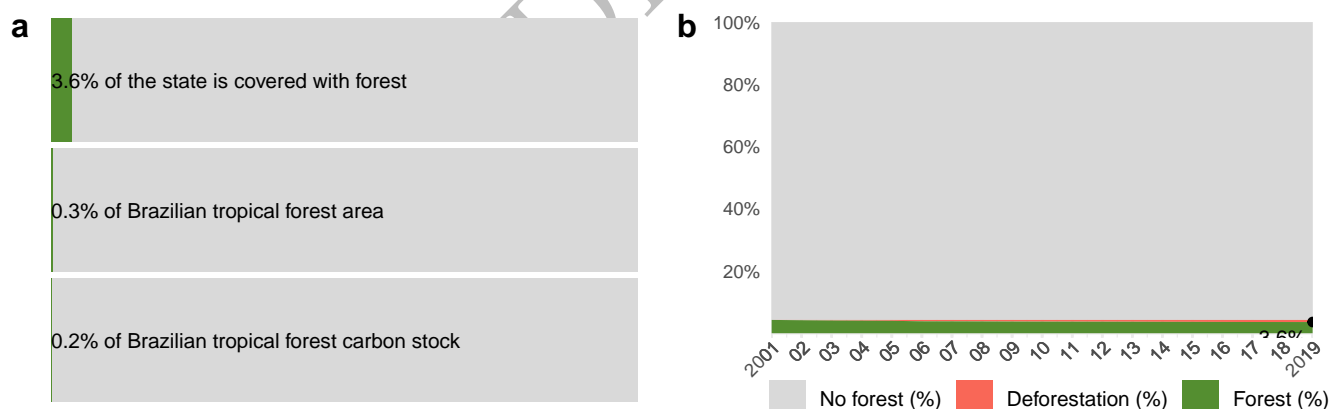 a
3.6% of the state is covered with forest
0.3% of Brazilian tropical forest area
0.2% of Brazilian tropical forest carbon stock
b
100%
80%
60%
40%
20%
3.6%
2001 02 03 04 05 06 07 08 09 10 11 12 13 14 15 16 17 18 2019
No forest (%) Deforestation (%) Forest (%)